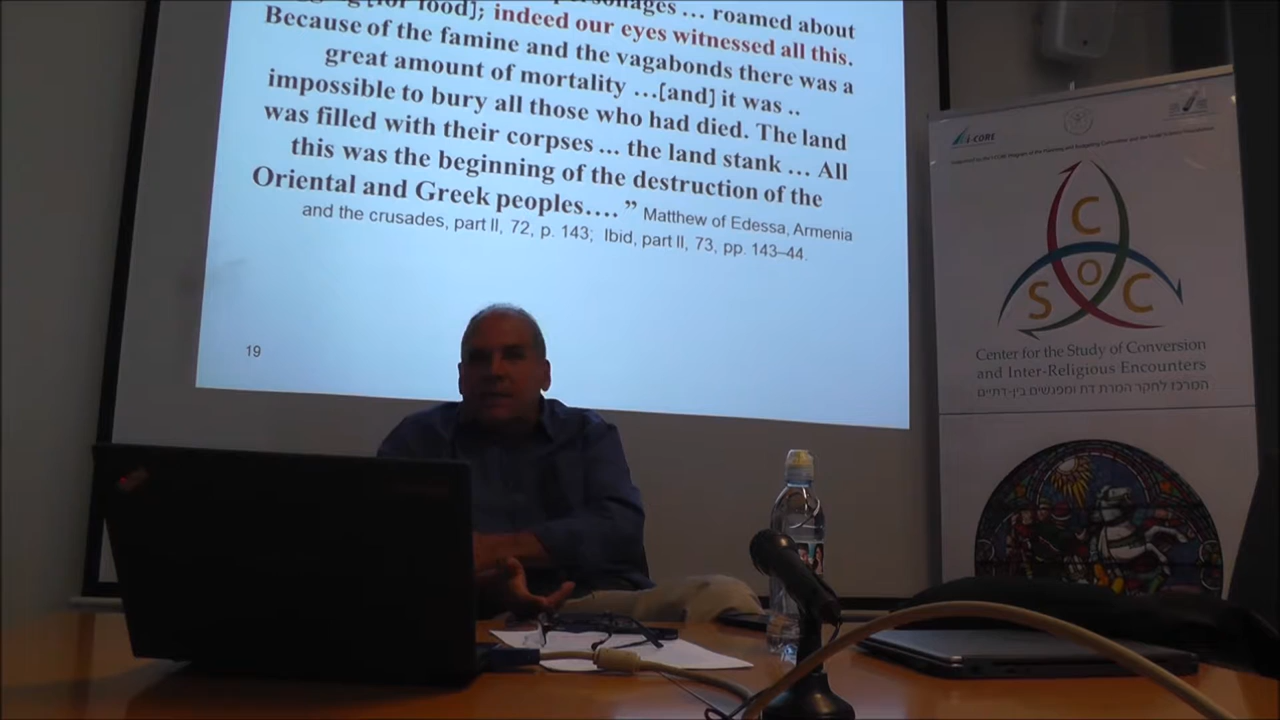 food]; indeed our eyes witnessed all this.
… roamed about
Because of the famine and the vagabonds there was a
great amount of mortality …[and] it was ..
impossible to bury all those who had died. The land
was filled with their corpses … the land stank … All
this was the beginning of the destruction of the
Oriental and Greek peoples…. ” Matthew of Edessa, Armenia
and the crusades, part II, 72, p. 143; Ibid, part II, 73, pp. 143–44.
19
i-CORE
C
S O C
Center for the Study of Conversion
and Inter-Religious Encounters
המרכז לחקר המרת דת ומפגשים בין-דתיים